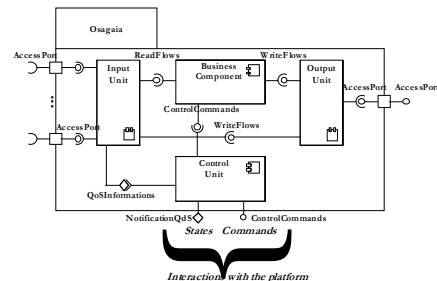 Osagaia
AccessPort
Input
Unit
ReadFlows
Business
Component
WriteFlows
Output
Unit
AccessPort
AccessPort
ControlCommands
AccessPort
WriteFlows
Control
Unit
QoSInformations
NotificationQdS
ControlCommands
States Commands
Interactions with the platform